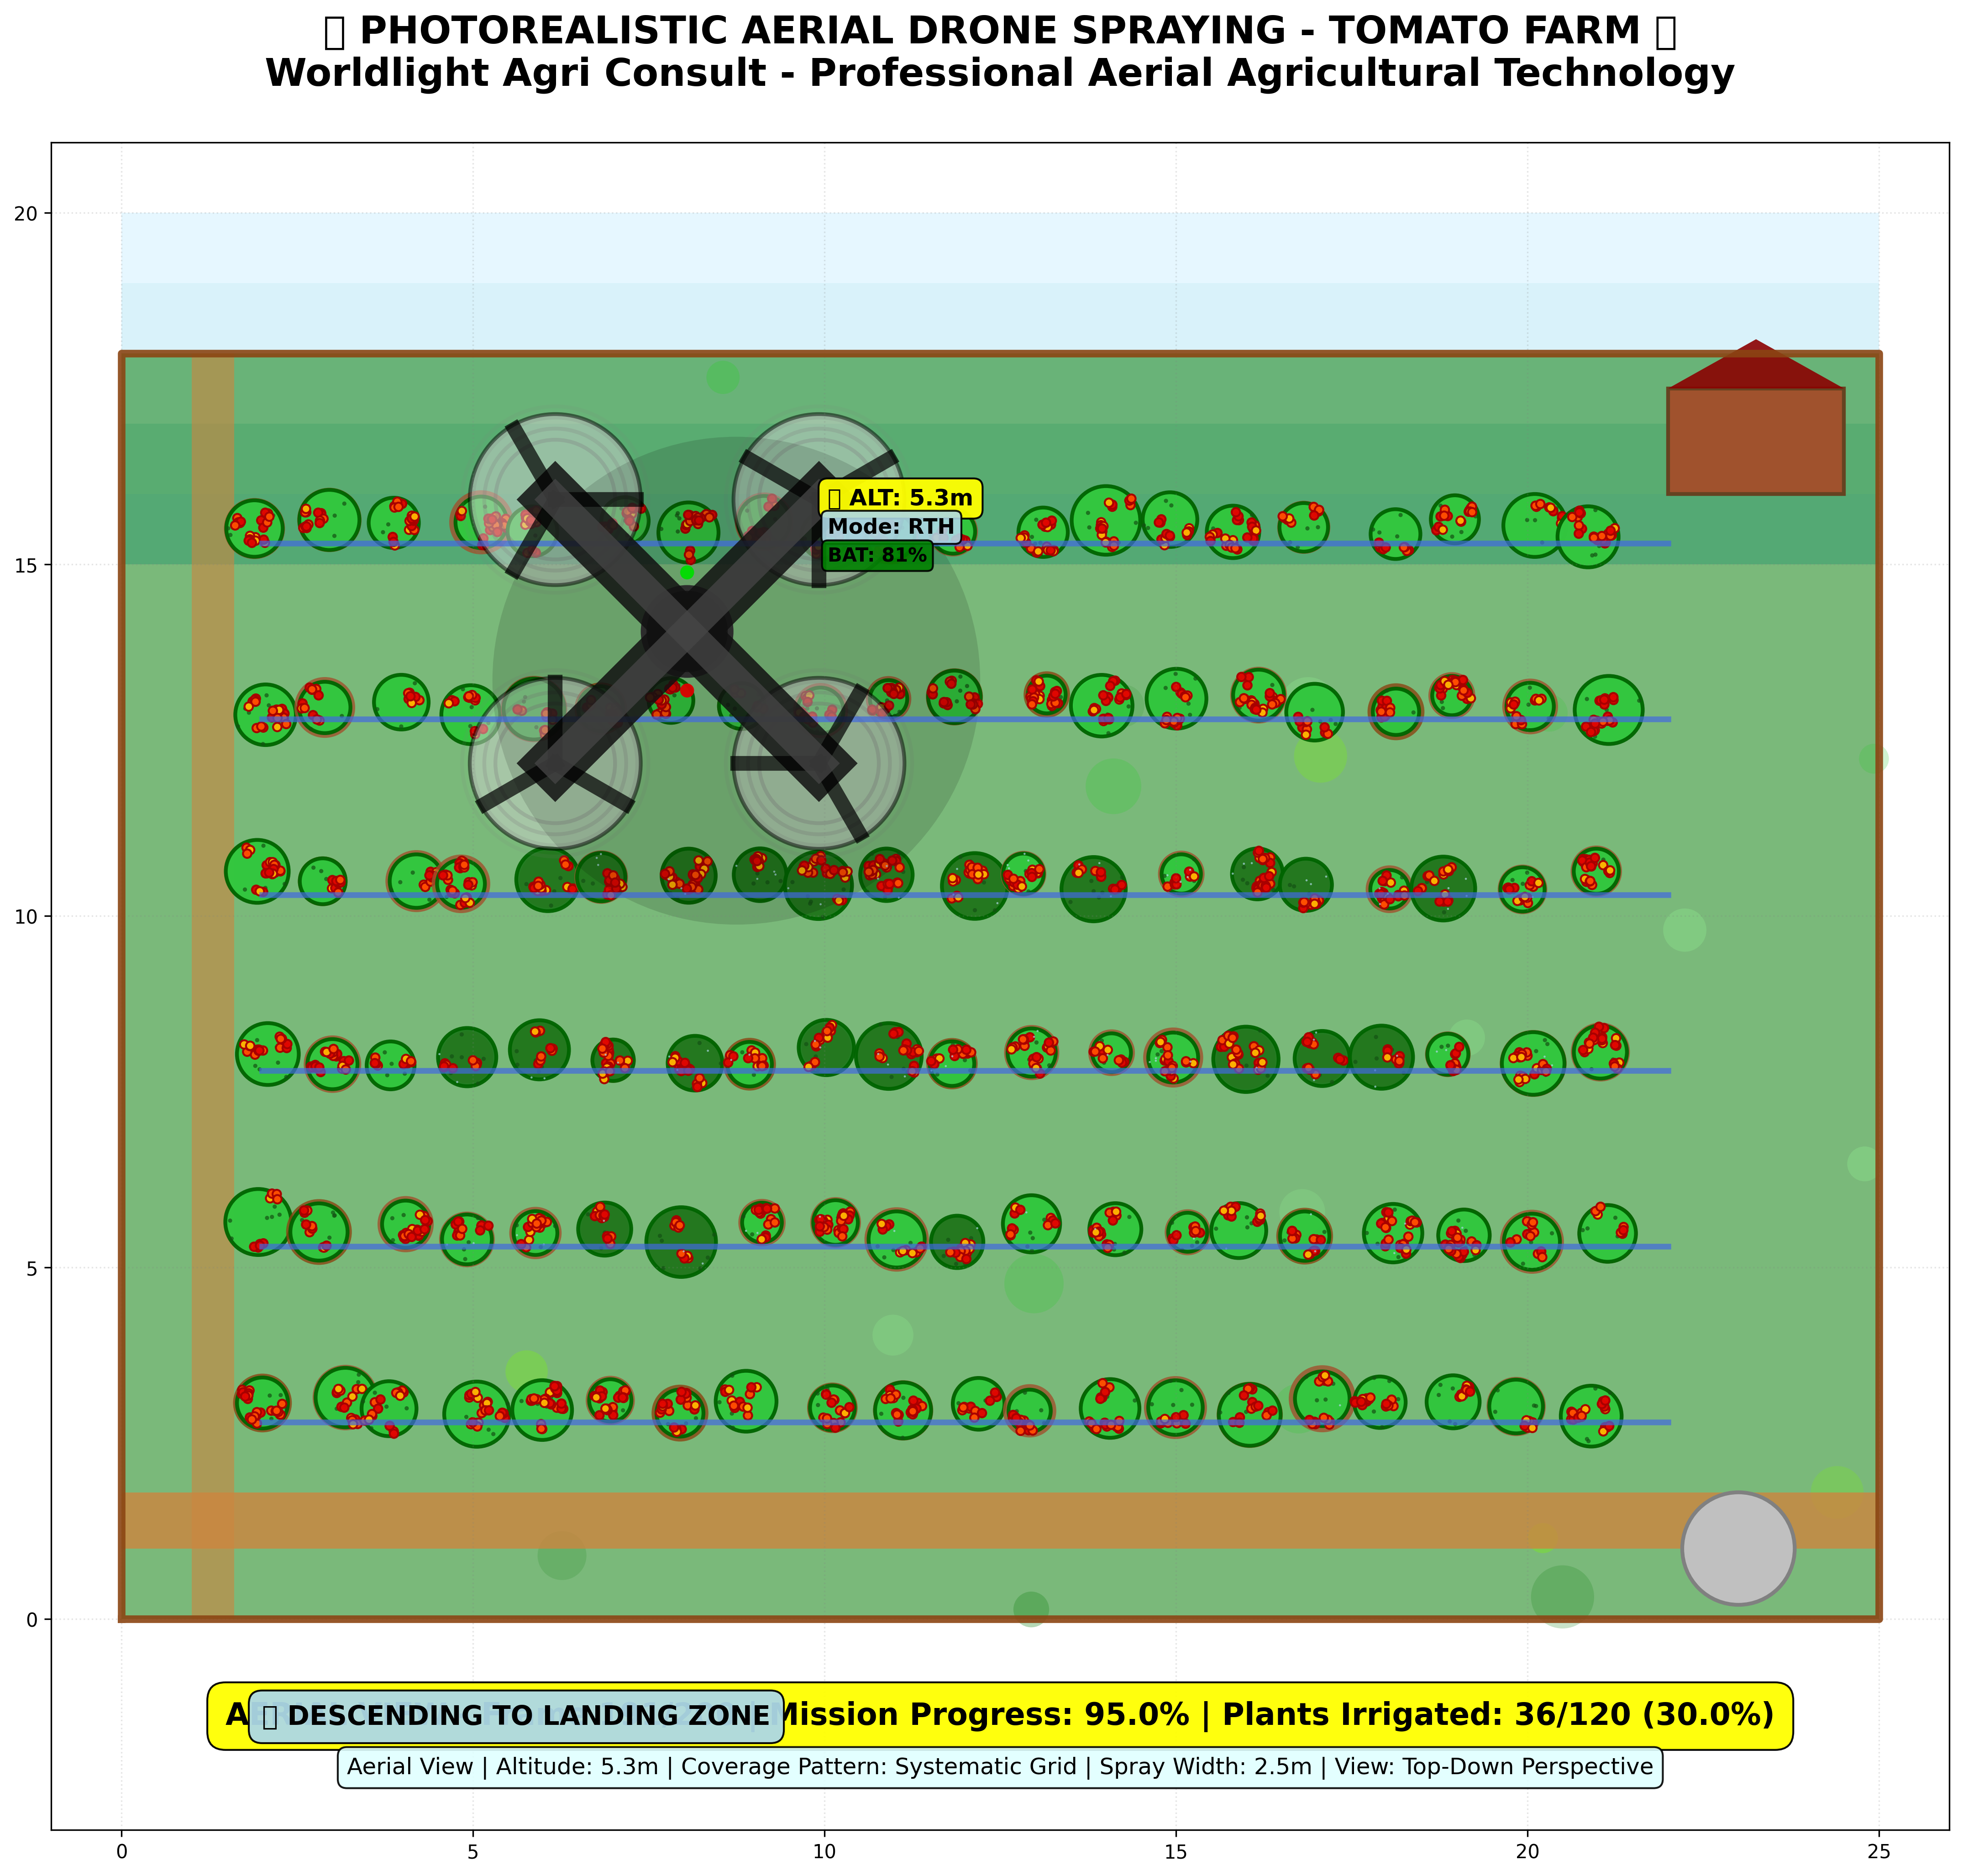 ▯ PHOTOREALISTIC AERIAL DRONE SPRAYING - TOMATO FARM ▯
Worldlight Agri Consult - Professional Aerial Agricultural Technology
20
15
10
5
0
▯ ALT: 5.3m
Mode: RTH
BAT: 81%
▯ DESCENDING TO LANDING ZONE
Mission Progress: 95.0% | Plants Irrigated: 36/120 (30.0%)
Aerial View | Altitude: 5.3m | Coverage Pattern: Systematic Grid | Spray Width: 2.5m | View: Top-Down Perspective
0 5 10 15 20 25